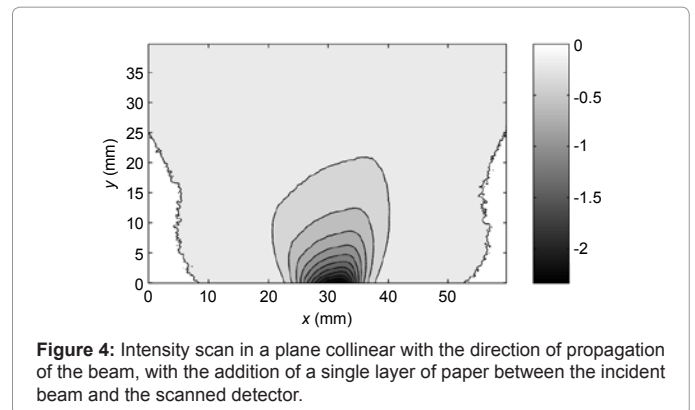 35
30
25
20
15
10
5
0
y (mm)
0 10 20 30 40 50
x (mm)
0
-0.5
-1
-1.5
-2
Figure 4: Intensity scan in a plane collinear with the direction of propagation
of the beam, with the addition of a single layer of paper between the incident
beam and the scanned detector.